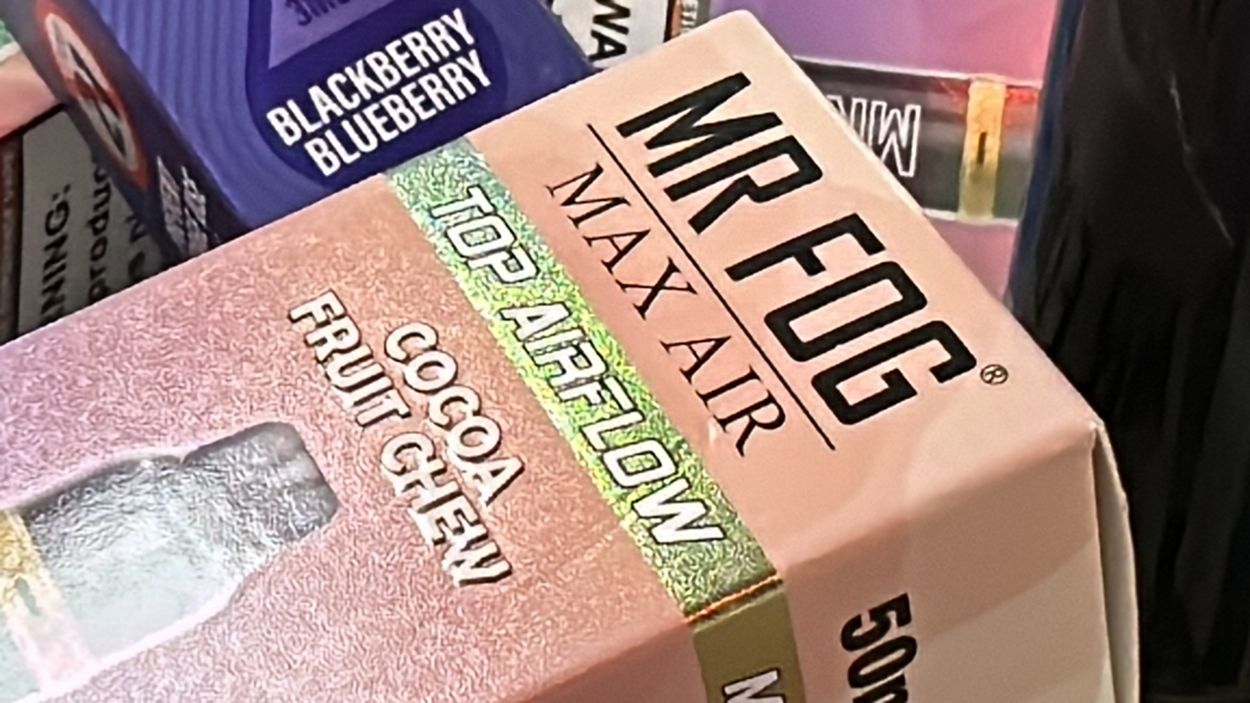 BLACKBERRY
BLUEBERRY
MR FOG®
MAX AIR
TOP AIRFLOW
COCOA
FRUIT CHEW